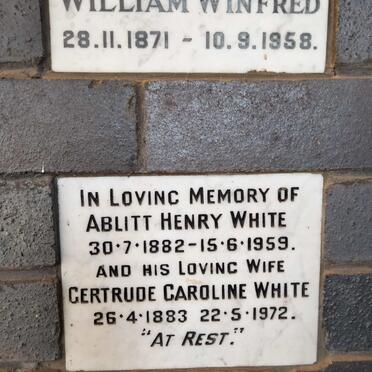 WILLIAM WINFRED
28.11.1871 - 10.9.1958.
IN LOVING MEMORY OF
ABLITT HENRY WHITE
30·7·1882-15·6·1959.
AND HIS LOVING WIFE
GERTRUDE CAROLINE WHITE
26·4·1883 22·5·1972.
"AT REST."